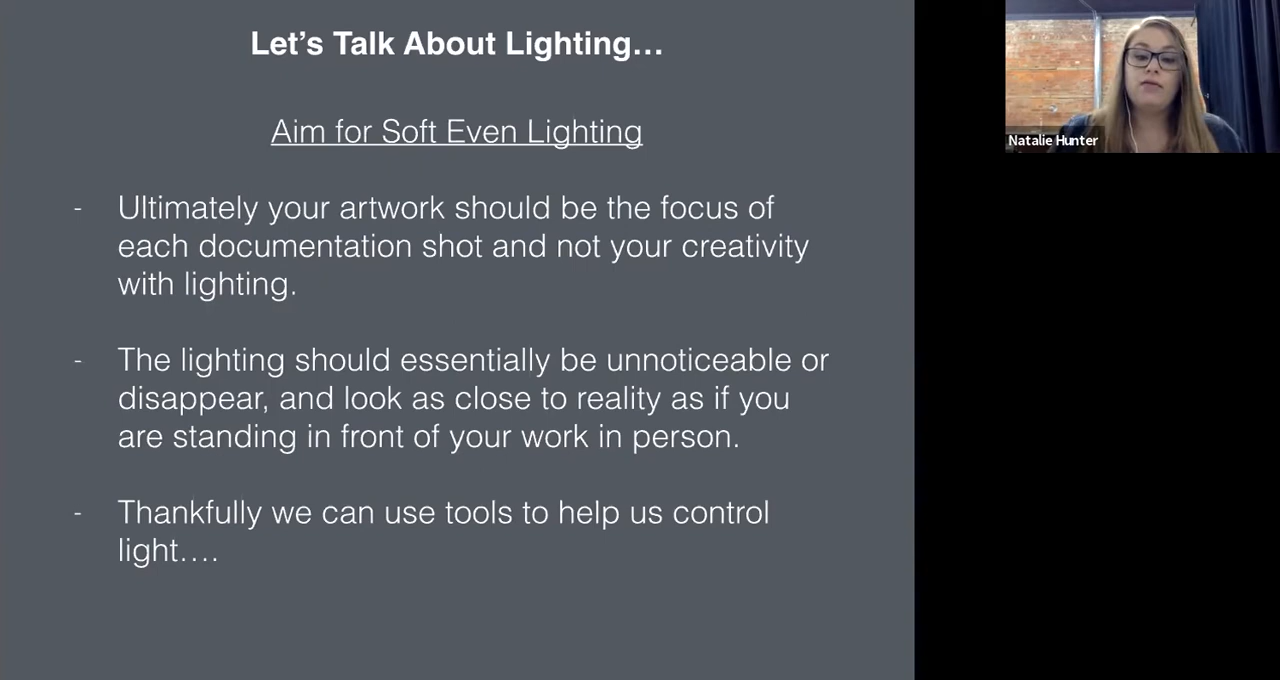 Let's Talk About Lighting…
Aim for Soft Even Lighting
- Ultimately your artwork should be the focus of
each documentation shot and not your creativity
with lighting.
- The lighting should essentially be unnoticeable or
disappear, and look as close to reality as if you
are standing in front of your work in person.
- Thankfully we can use tools to help us control
light….
Natalie Hunter